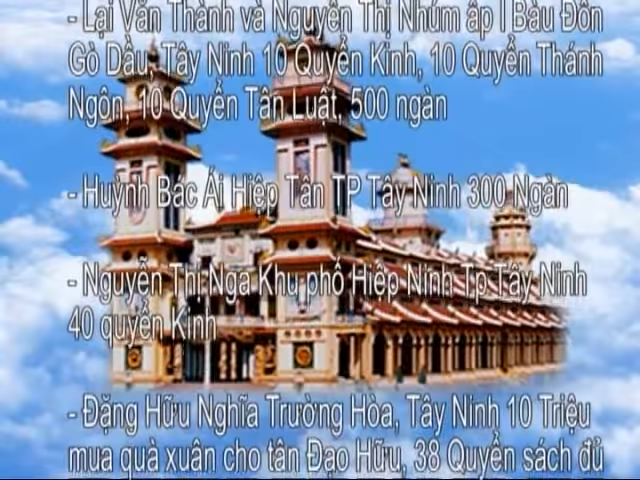 - Lại Văn Thành và Nguyễn Thị Nhúm ấp I Bàu Đồn
Gò Dầu, Tây Ninh 10 Quyển Kinh, 10 Quyển Thánh
Ngôn, 10 Quyển Tân Luật, 500 ngàn
- Huỳnh Bác Ái Hiệp Tân TP Tây Ninh 300 Ngàn
- Nguyễn Thị Nga Khu phố Hiệp Ninh Tp Tây Ninh
40 quyển Kinh
- Đặng Hữu Nghĩa Trường Hòa, Tây Ninh 10 Triệu
mua quà xuân cho tân Đạo Hữu, 38 Quyển sách đủ